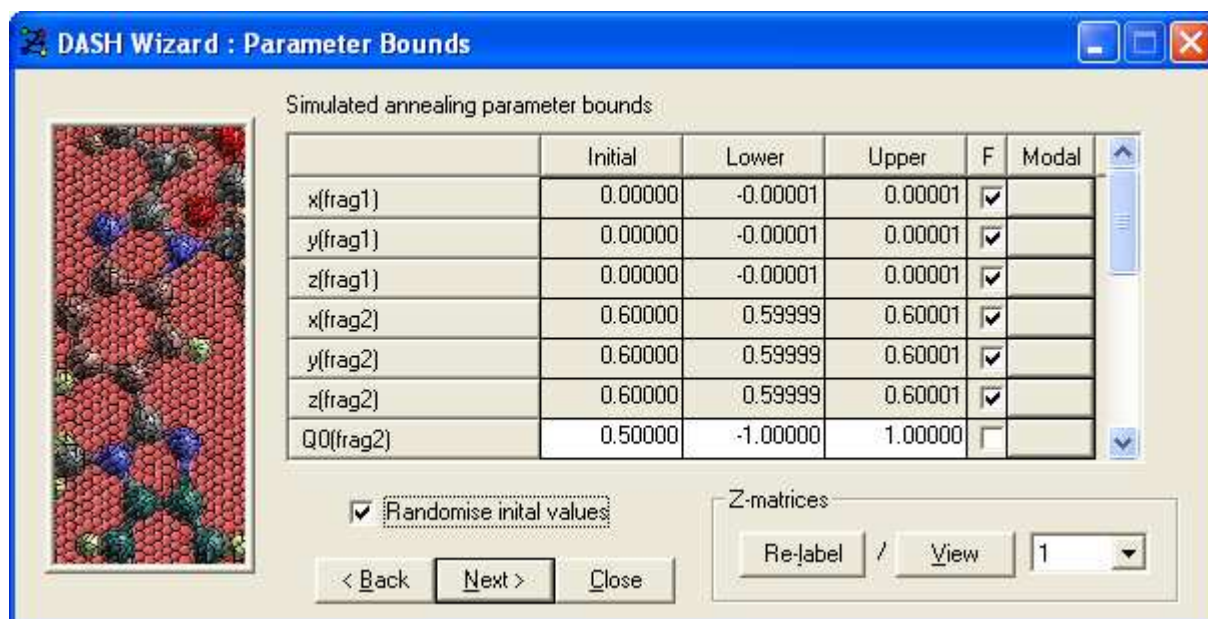 DASH Wizard : Parameter Bounds
Simulated annealing parameter bounds
Initial Lower Upper F Modal
x(frag1) 0.00000 -0.00001 0.00001
y(frag1) 0.00000 -0.00001 0.00001
z(frag1) 0.00000 -0.00001 0.00001
x(frag2) 0.60000 0.59999 0.60001
y(frag2) 0.60000 0.59999 0.60001
z(frag2) 0.60000 0.59999 0.60001
Q0(frag2) 0.50000 -1.00000 1.00000
Randomise inital values
Z-matrices
Re-label / View 1
< Back Next > Close